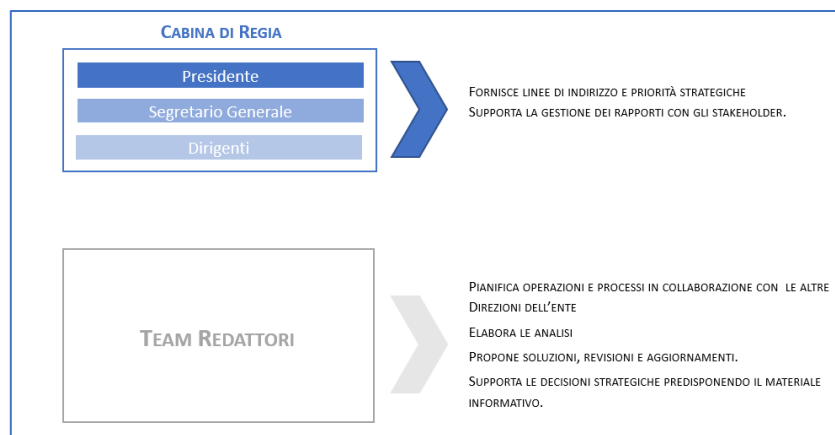 CABINA DI REGIA
Presidente
Segretario Generale
Dirigenti
FORNISCE LINEE DI INDIRIZZO E PRIORITÀ STRATEGICHE
SUPPORTA LA GESTIONE DEI RAPPORTI CON GLI STAKEHOLDER.
TEAM REDATTORI
PIANIFICA OPERAZIONI E PROCESSI IN COLLABORAZIONE CON LE ALTRE
DIREZIONI DELL'ENTE
ELABORA LE ANALISI
PROPONE SOLUZIONI, REVISIONI E AGGIORNAMENTI.
SUPPORTA LE DECISIONI STRATEGICHE PREDISPONENDO IL MATERIALE
INFORMATIVO.